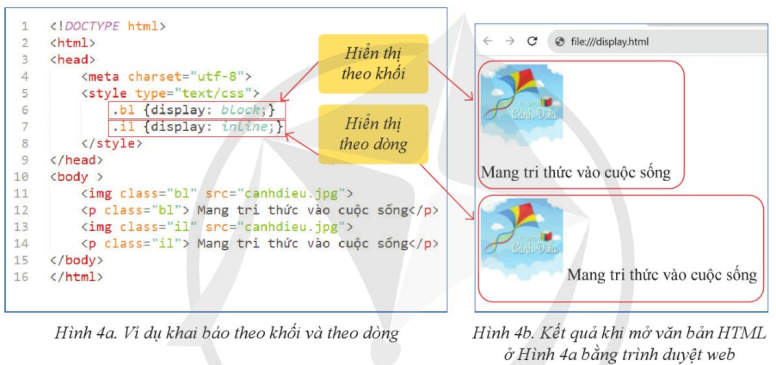 1 <!DOCTYPE html>
2 <html>
3 <head>
4 <meta charset="utf-8">
5 <style type="text/css">
6 .bl {display: block;}
7 .il {display: inline;}
8 </style>
9 </head>
10 <body >
11 <img class="bl" src="canhdieu.jpg">
12 <p class="bl"> Mang tri thức vào cuộc sống</p>
13 <img class="il" src="canhdieu.jpg">
14 <p class="il"> Mang tri thức vào cuộc sống</p>
15 </body>
16 </html>
Hiển thị
theo khối
Hiển thị
theo dòng
file:///display.html
Cánh Diều
Mang tri thức vào cuộc sống
Cánh Diều
Mang tri thức vào cuộc sống
Hình 4a. Ví dụ khai báo theo khối và theo dòng
Hình 4b. Kết quả khi mở văn bản HTML
ở Hình 4a bằng trình duyệt web